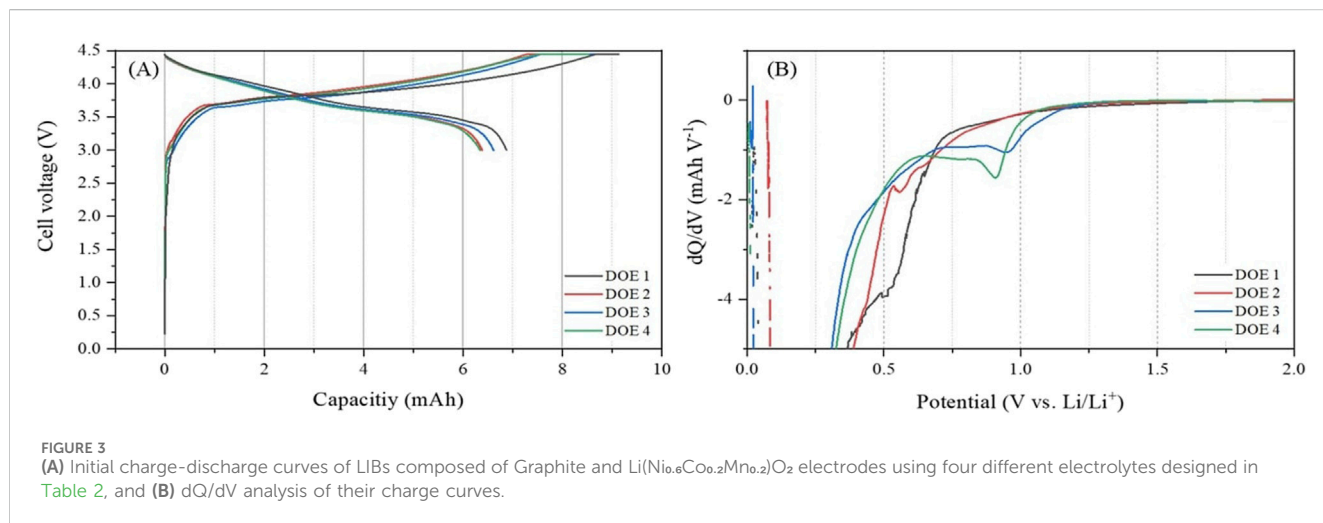 (A)
4.5
4.0
3.5
3.0
2.5
2.0
1.5
1.0
0.5
0.0
Cell voltage (V)
DOE 1
DOE 2
DOE 3
DOE 4
0 2 4 6 8 10
Capacitiy (mAh)
(B)
0
-2
-4
dQ/dV (mAh V⁻¹)
DOE 1
DOE 2
DOE 3
DOE 4
0.0 0.5 1.0 1.5 2.0
Potential (V vs. Li/Li⁺)
FIGURE 3
(A) Initial charge-discharge curves of LIBs composed of Graphite and Li(Ni₀.₆Co₀.₂Mn₀.₂)O₂ electrodes using four different electrolytes designed in
Table 2, and (B) dQ/dV analysis of their charge curves.